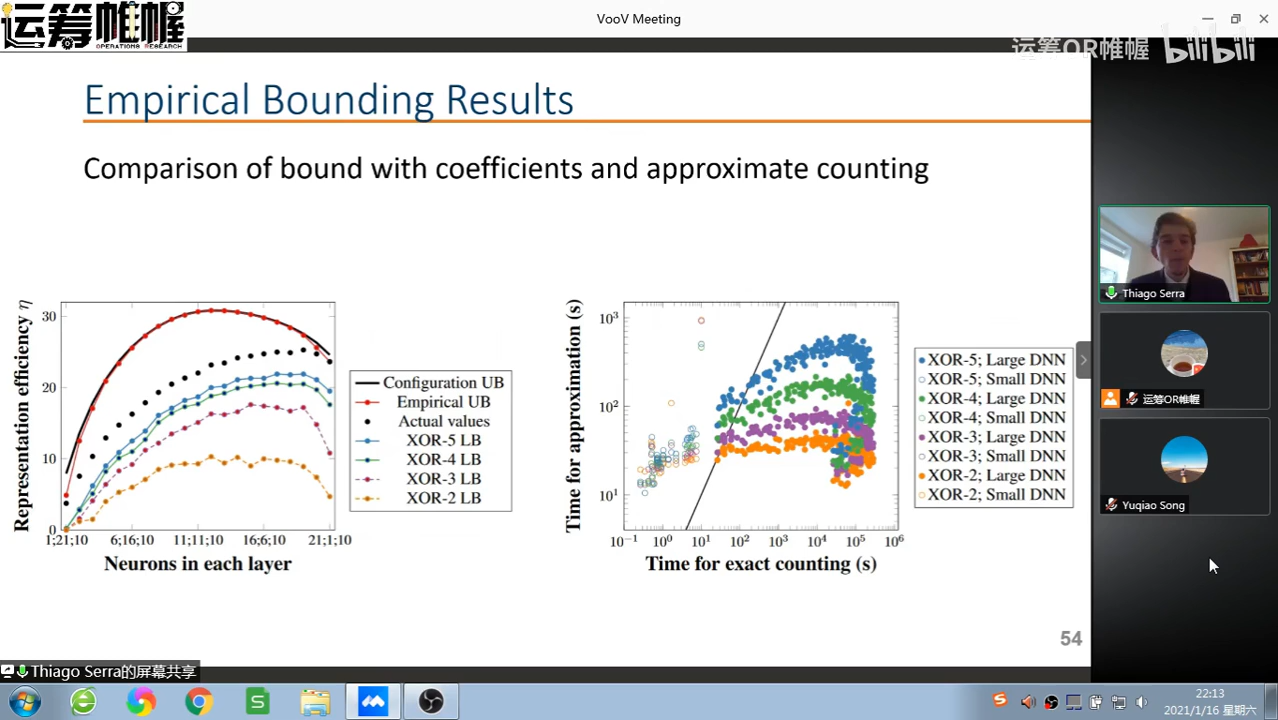 运筹帷幄
OPERATIONS RESEARCH
VooV Meeting
运筹OR帷幄 bilibili
Empirical Bounding Results
Comparison of bound with coefficients and approximate counting
Representation efficiency η
30
20
10
0
1;21;10 6;16;10 11;11;10 16;6;10 21;1;10
Neurons in each layer
Configuration UB
Empirical UB
Actual values
XOR-5 LB
XOR-4 LB
XOR-3 LB
XOR-2 LB
Time for approximation (s)
10³
10²
10¹
10⁻¹ 10⁰ 10¹ 10² 10³ 10⁴ 10⁵ 10⁶
Time for exact counting (s)
XOR-5; Large DNN
XOR-5; Small DNN
XOR-4; Large DNN
XOR-4; Small DNN
XOR-3; Large DNN
XOR-3; Small DNN
XOR-2; Large DNN
XOR-2; Small DNN
54
Thiago Serra
运筹OR帷幄
Yuqiao Song
Thiago Serra的屏幕共享
22:13
2021/1/16 星期六